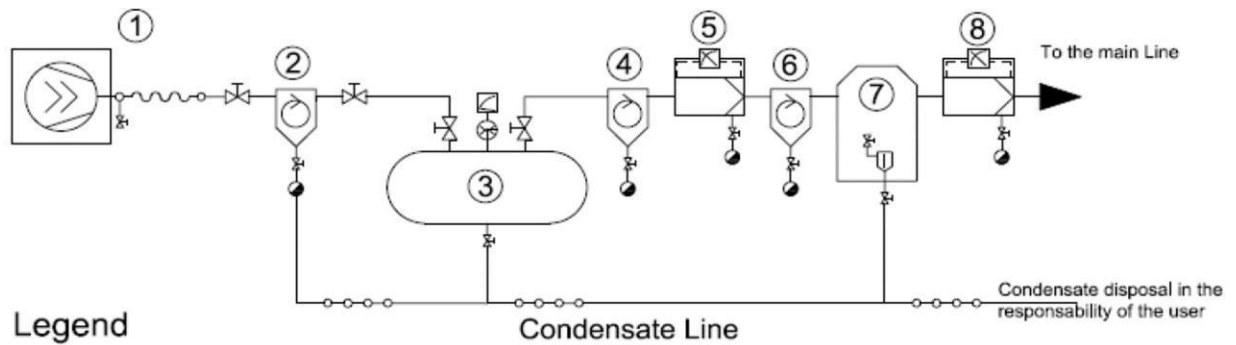 1
2
3
4
5
6
7
8
To the main Line
Condensate disposal in the
responsability of the user
Legend
Condensate Line